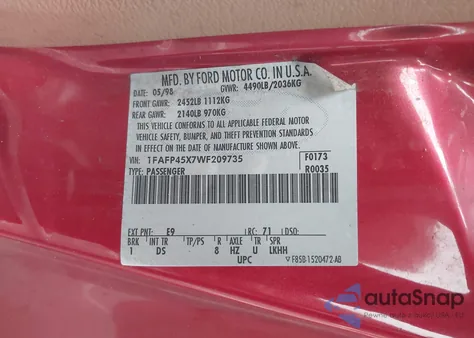 MFD. BY FORD MOTOR CO. IN U.S.A.
DATE: 05/98 GVWR: 4490LB/2036KG
FRONT GAWR: 2452LB 1112KG
REAR GAWR: 2140LB 970KG
THIS VEHICLE CONFORMS TO ALL APPLICABLE FEDERAL MOTOR
VEHICLE SAFETY, BUMPER, AND THEFT PREVENTION STANDARDS
IN EFFECT ON THE DATE OF MANUFACTURE SHOWN ABOVE.
VIN: 1FAFP45X7WF209735 F0173
TYPE: PASSENGER R0035
EXT PNT: E9 RC: 71 DSO:
BRK INT TR TP/PS R AXLE TR SPR
1 DS 8 HZ U LKHH
UPC F85B-1520472-AB
autoSnap